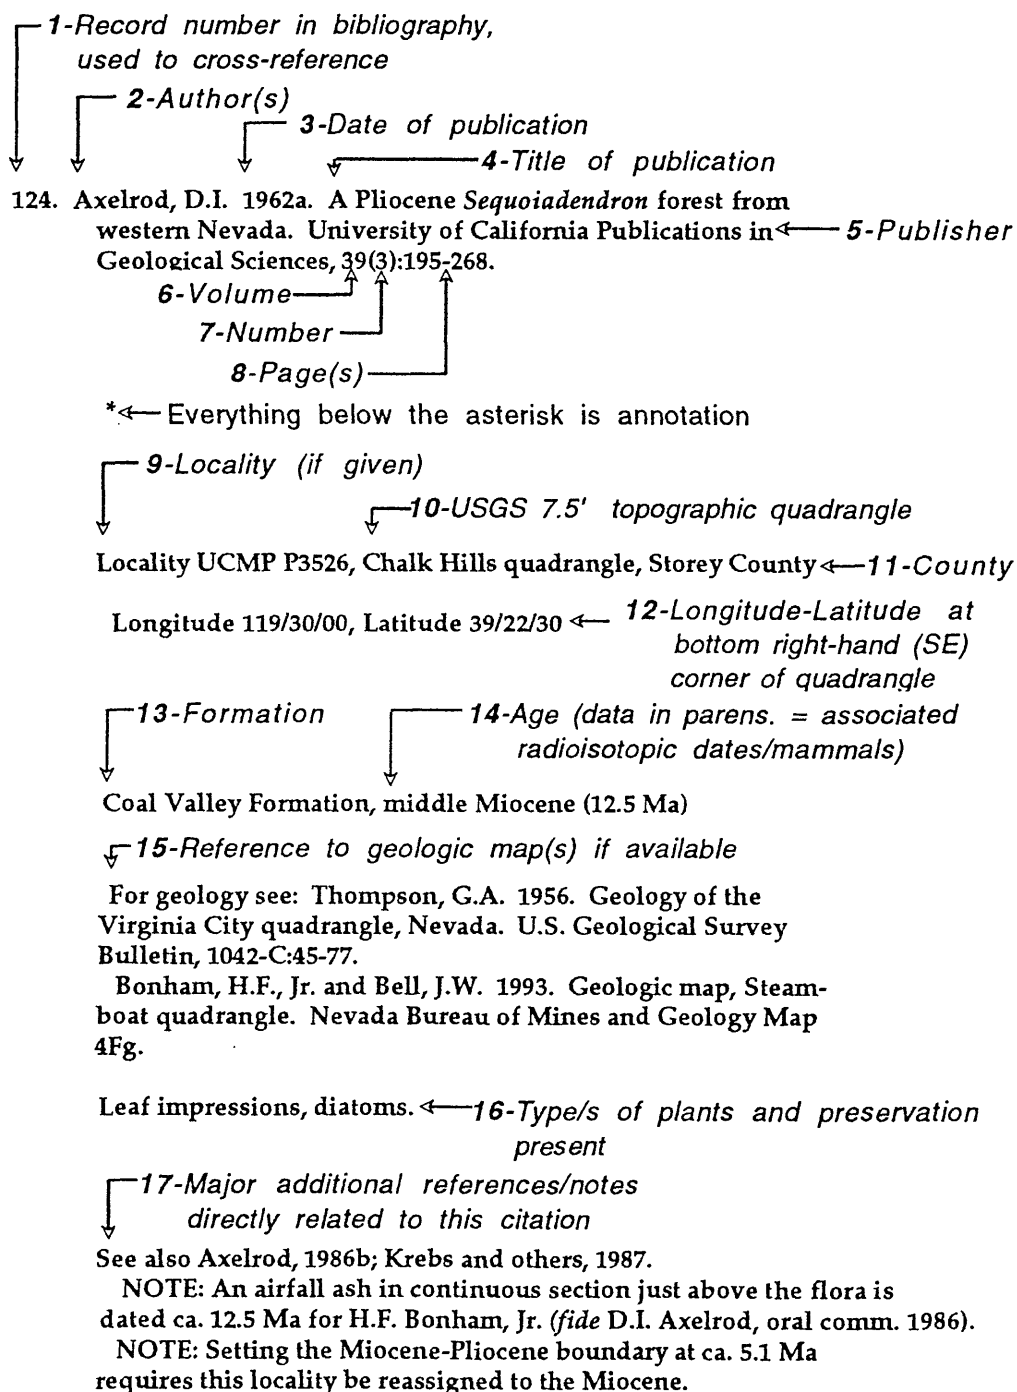 1-Record number in bibliography,
used to cross-reference
2-Author(s)
3-Date of publication
4-Title of publication
124. Axelrod, D.I. 1962a. A Pliocene Sequoiadendron forest from
western Nevada. University of California Publications in
5-Publisher
Geological Sciences, 39(3):195-268.
6-Volume
7-Number
8-Page(s)
* Everything below the asterisk is annotation
9-Locality (if given)
10-USGS 7.5' topographic quadrangle
Locality UCMP P3526, Chalk Hills quadrangle, Storey County
11-County
Longitude 119/30/00, Latitude 39/22/30
12-Longitude-Latitude at
bottom right-hand (SE)
corner of quadrangle
13-Formation
14-Age (data in parens. = associated
radioisotopic dates/mammals)
Coal Valley Formation, middle Miocene (12.5 Ma)
15-Reference to geologic map(s) if available
For geology see: Thompson, G.A. 1956. Geology of the
Virginia City quadrangle, Nevada. U.S. Geological Survey
Bulletin, 1042-C:45-77.
Bonham, H.F., Jr. and Bell, J.W. 1993. Geologic map, Steam-
boat quadrangle. Nevada Bureau of Mines and Geology Map
4Fg.
Leaf impressions, diatoms.
16-Type/s of plants and preservation
present
17-Major additional references/notes
directly related to this citation
See also Axelrod, 1986b; Krebs and others, 1987.
NOTE: An airfall ash in continuous section just above the flora is
dated ca. 12.5 Ma for H.F. Bonham, Jr. (fide D.I. Axelrod, oral comm. 1986).
NOTE: Setting the Miocene-Pliocene boundary at ca. 5.1 Ma
requires this locality be reassigned to the Miocene.